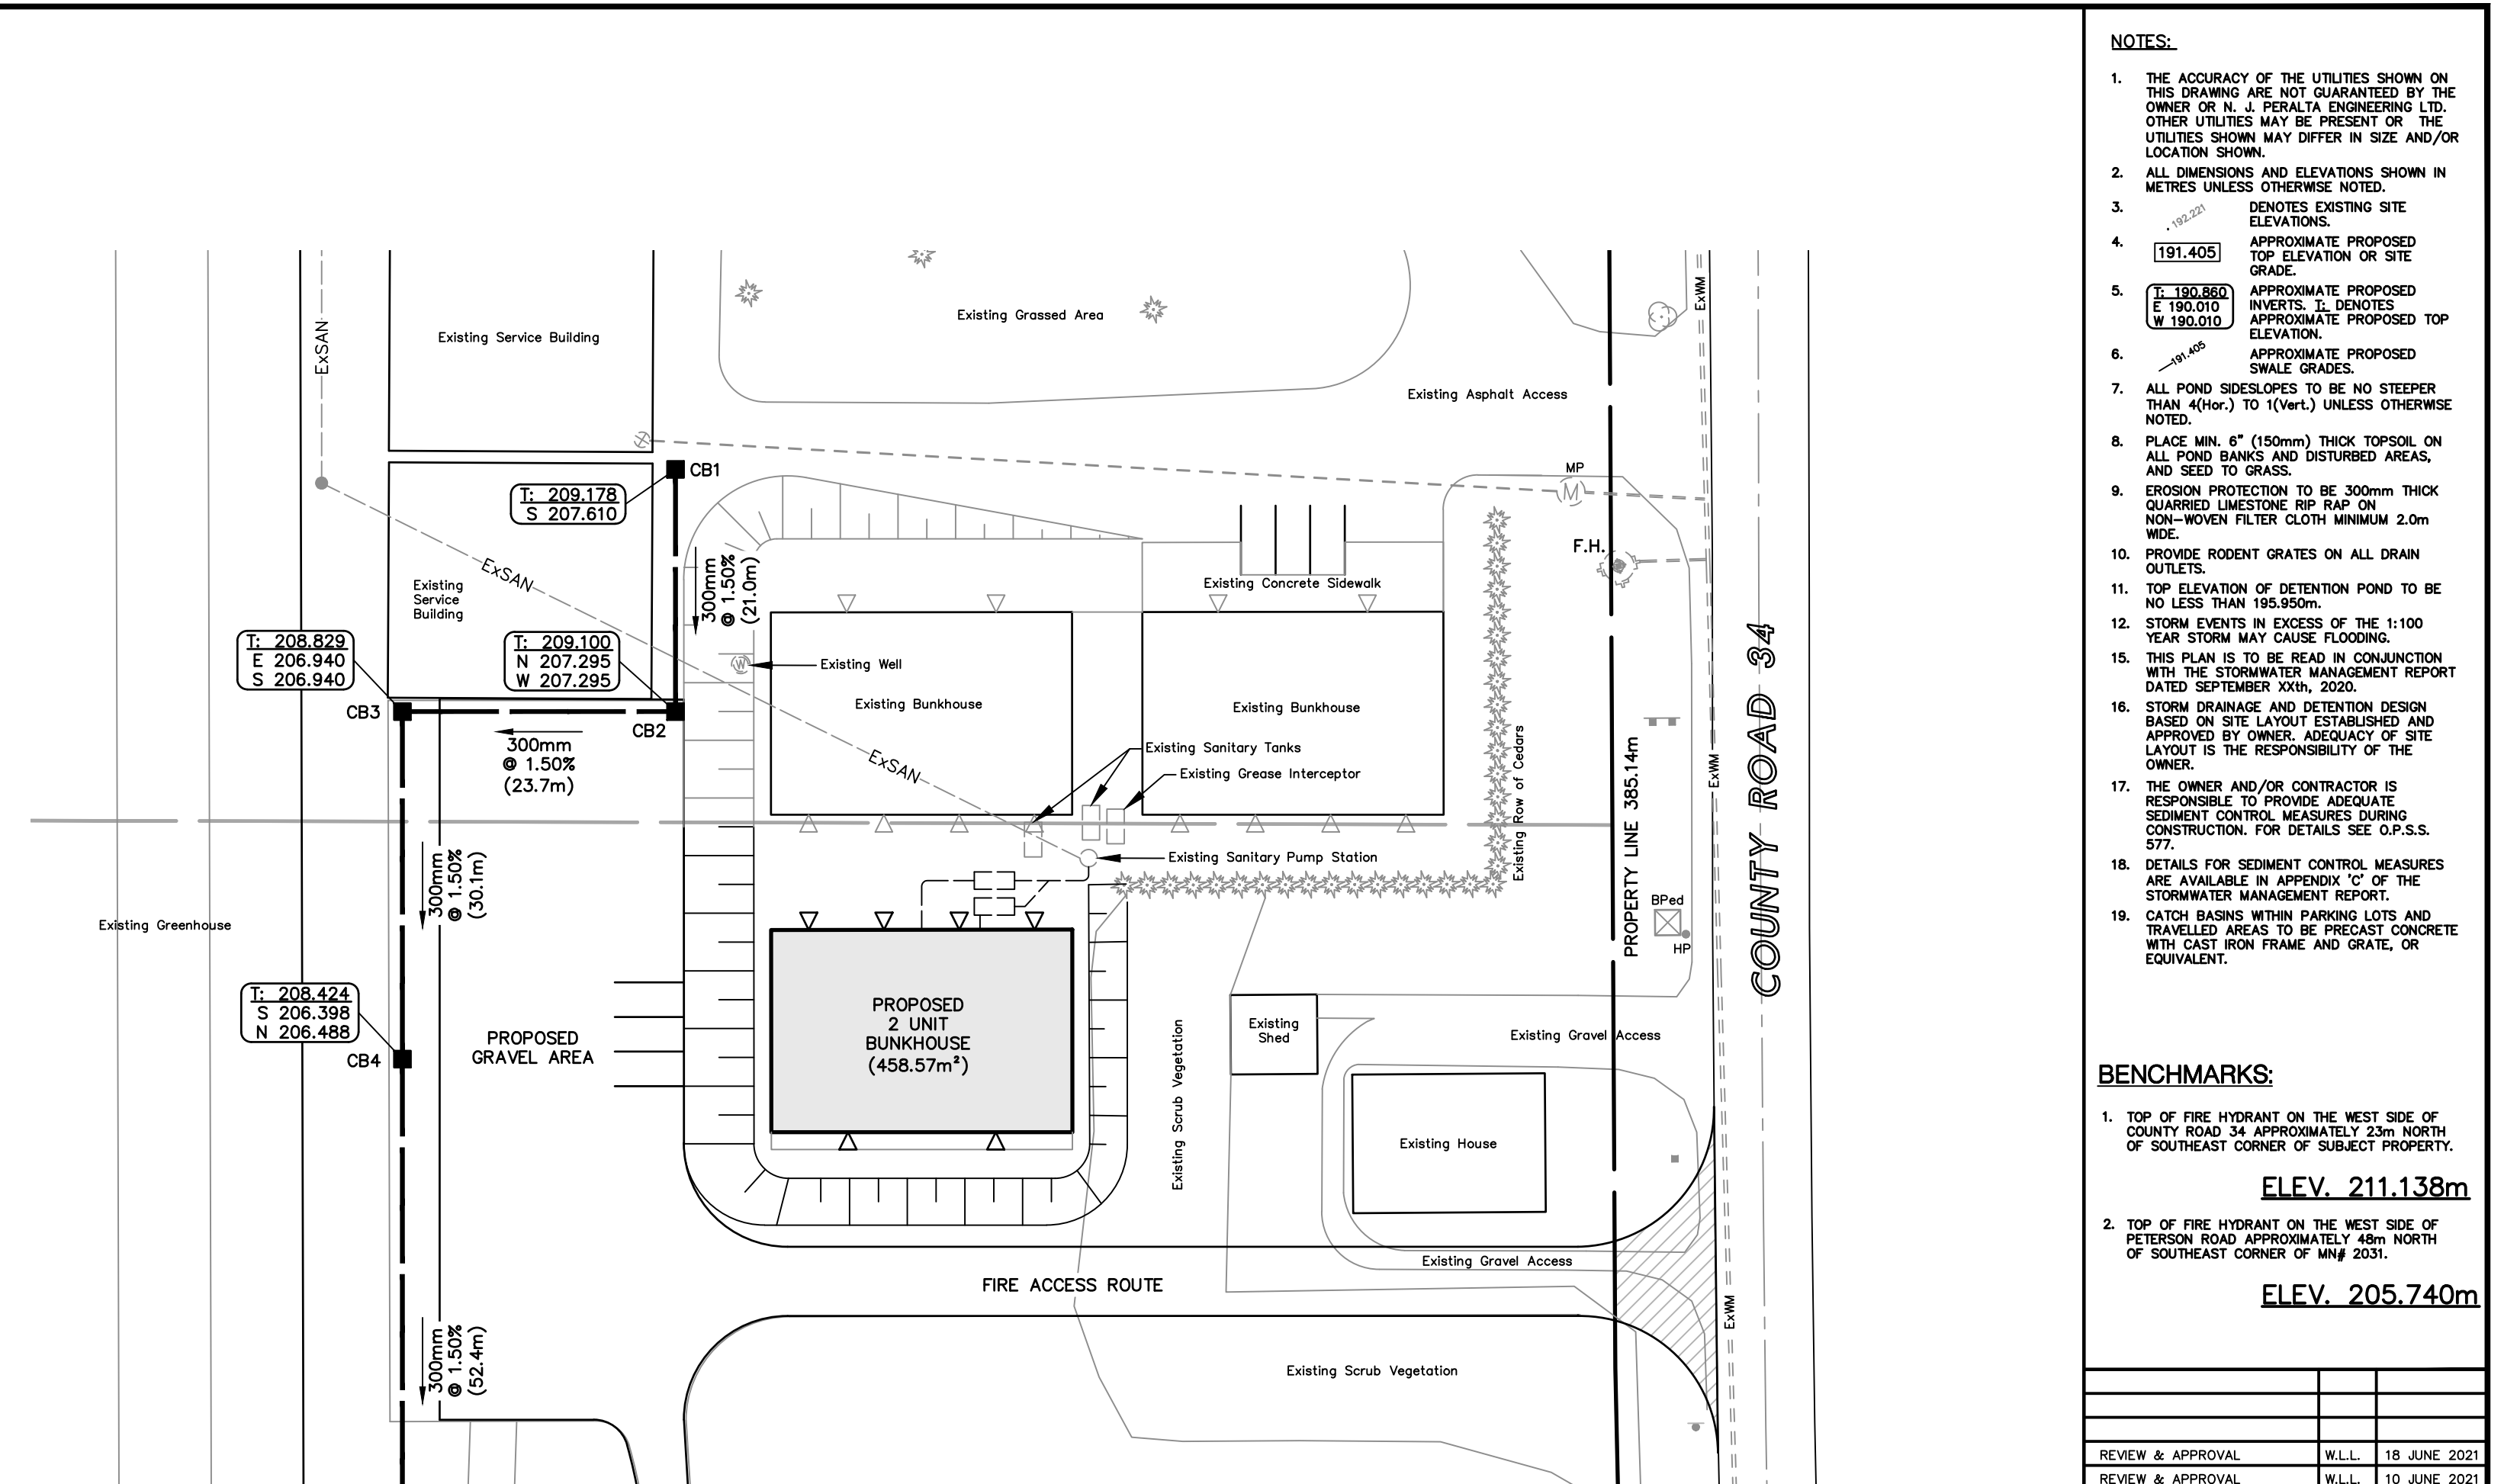 ExSAN
Existing Service Building
Existing Grassed Area
Existing Asphalt Access
ExWM
CB1
T: 209.178
S 207.610
MP
M
F.H.
Existing Concrete Sidewalk
300mm
@ 1.50%
(21.0m)
Existing
Service
Building
ExSAN
T: 208.829
E 206.940
S 206.940
T: 209.100
N 207.295
W 207.295
W
Existing Well
Existing Bunkhouse
Existing Bunkhouse
CB3
CB2
300mm
@ 1.50%
(23.7m)
ExSAN
Existing Sanitary Tanks
Existing Grease Interceptor
Existing Row of Cedars
PROPERTY LINE 385.14m
ExWM
COUNTY ROAD 34
Existing Sanitary Pump Station
300mm
@ 1.50%
(30.1m)
Existing Greenhouse
BPed
HP
T: 208.424
S 206.398
N 206.488
CB4
PROPOSED
GRAVEL AREA
PROPOSED
2 UNIT
BUNKHOUSE
(458.57m²)
Existing Scrub Vegetation
Existing
Shed
Existing Gravel Access
Existing House
Existing Gravel Access
FIRE ACCESS ROUTE
ExWM
300mm
@ 1.50%
(52.4m)
Existing Scrub Vegetation
NOTES:
1. THE ACCURACY OF THE UTILITIES SHOWN ON
THIS DRAWING ARE NOT GUARANTEED BY THE
OWNER OR N. J. PERALTA ENGINEERING LTD.
OTHER UTILITIES MAY BE PRESENT OR THE
UTILITIES SHOWN MAY DIFFER IN SIZE AND/OR
LOCATION SHOWN.
2. ALL DIMENSIONS AND ELEVATIONS SHOWN IN
METRES UNLESS OTHERWISE NOTED.
3. .192.221 DENOTES EXISTING SITE
ELEVATIONS.
4. 191.405 APPROXIMATE PROPOSED
TOP ELEVATION OR SITE
GRADE.
5. T: 190.860 APPROXIMATE PROPOSED
E 190.010 INVERTS. T: DENOTES
W 190.010 APPROXIMATE PROPOSED TOP
ELEVATION.
6. 191.405 APPROXIMATE PROPOSED
SWALE GRADES.
7. ALL POND SIDESLOPES TO BE NO STEEPER
THAN 4(Hor.) TO 1(Vert.) UNLESS OTHERWISE
NOTED.
8. PLACE MIN. 6" (150mm) THICK TOPSOIL ON
ALL POND BANKS AND DISTURBED AREAS,
AND SEED TO GRASS.
9. EROSION PROTECTION TO BE 300mm THICK
QUARRIED LIMESTONE RIP RAP ON
NON-WOVEN FILTER CLOTH MINIMUM 2.0m
WIDE.
10. PROVIDE RODENT GRATES ON ALL DRAIN
OUTLETS.
11. TOP ELEVATION OF DETENTION POND TO BE
NO LESS THAN 195.950m.
12. STORM EVENTS IN EXCESS OF THE 1:100
YEAR STORM MAY CAUSE FLOODING.
15. THIS PLAN IS TO BE READ IN CONJUNCTION
WITH THE STORMWATER MANAGEMENT REPORT
DATED SEPTEMBER XXth, 2020.
16. STORM DRAINAGE AND DETENTION DESIGN
BASED ON SITE LAYOUT ESTABLISHED AND
APPROVED BY OWNER. ADEQUACY OF SITE
LAYOUT IS THE RESPONSIBILITY OF THE
OWNER.
17. THE OWNER AND/OR CONTRACTOR IS
RESPONSIBLE TO PROVIDE ADEQUATE
SEDIMENT CONTROL MEASURES DURING
CONSTRUCTION. FOR DETAILS SEE O.P.S.S.
577.
18. DETAILS FOR SEDIMENT CONTROL MEASURES
ARE AVAILABLE IN APPENDIX 'C' OF THE
STORMWATER MANAGEMENT REPORT.
19. CATCH BASINS WITHIN PARKING LOTS AND
TRAVELLED AREAS TO BE PRECAST CONCRETE
WITH CAST IRON FRAME AND GRATE, OR
EQUIVALENT.
BENCHMARKS:
1. TOP OF FIRE HYDRANT ON THE WEST SIDE OF
COUNTY ROAD 34 APPROXIMATELY 23m NORTH
OF SOUTHEAST CORNER OF SUBJECT PROPERTY.
ELEV. 211.138m
2. TOP OF FIRE HYDRANT ON THE WEST SIDE OF
PETERSON ROAD APPROXIMATELY 48m NORTH
OF SOUTHEAST CORNER OF MN# 2031.
ELEV. 205.740m
REVIEW & APPROVAL W.L.L. 18 JUNE 2021
REVIEW & APPROVAL W.L.L. 10 JUNE 2021